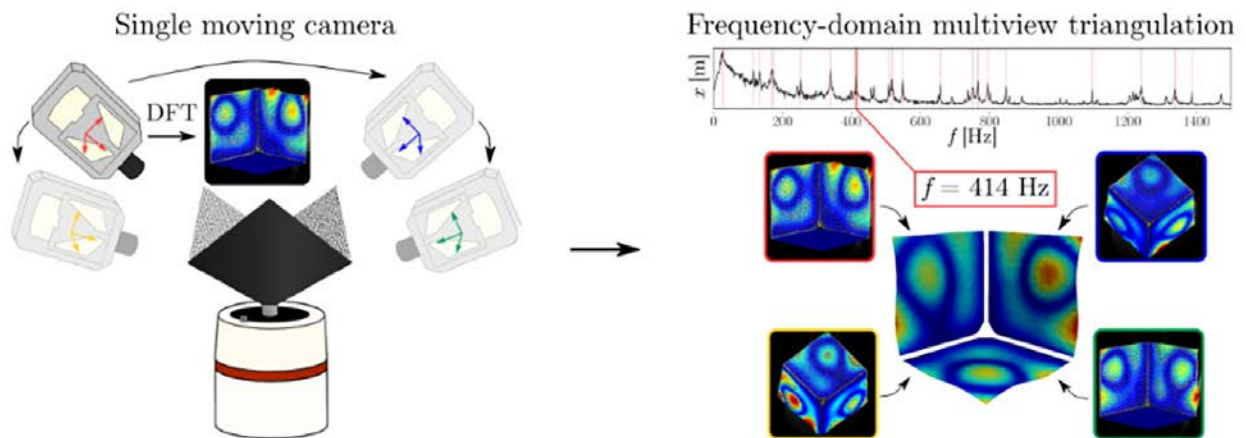 Single moving camera
DFT
Frequency-domain multiview triangulation
x [m]
0
200
400
600
800
1000
1200
1400
f [Hz]
f = 414 Hz